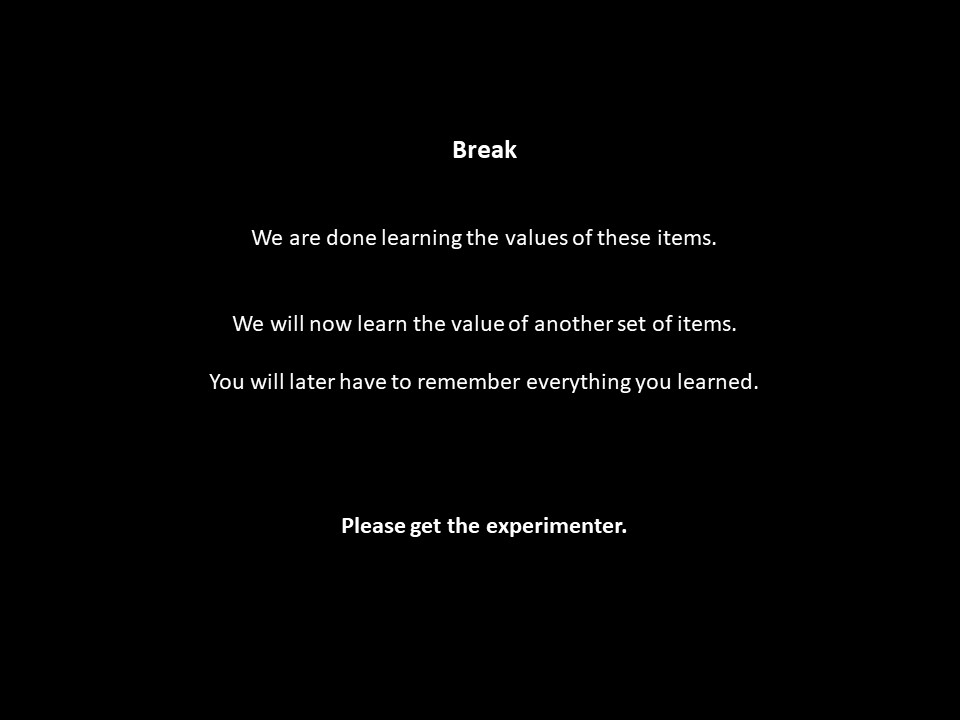 Break
We are done learning the values of these items.
We will now learn the value of another set of items.
You will later have to remember everything you learned.
Please get the experimenter.